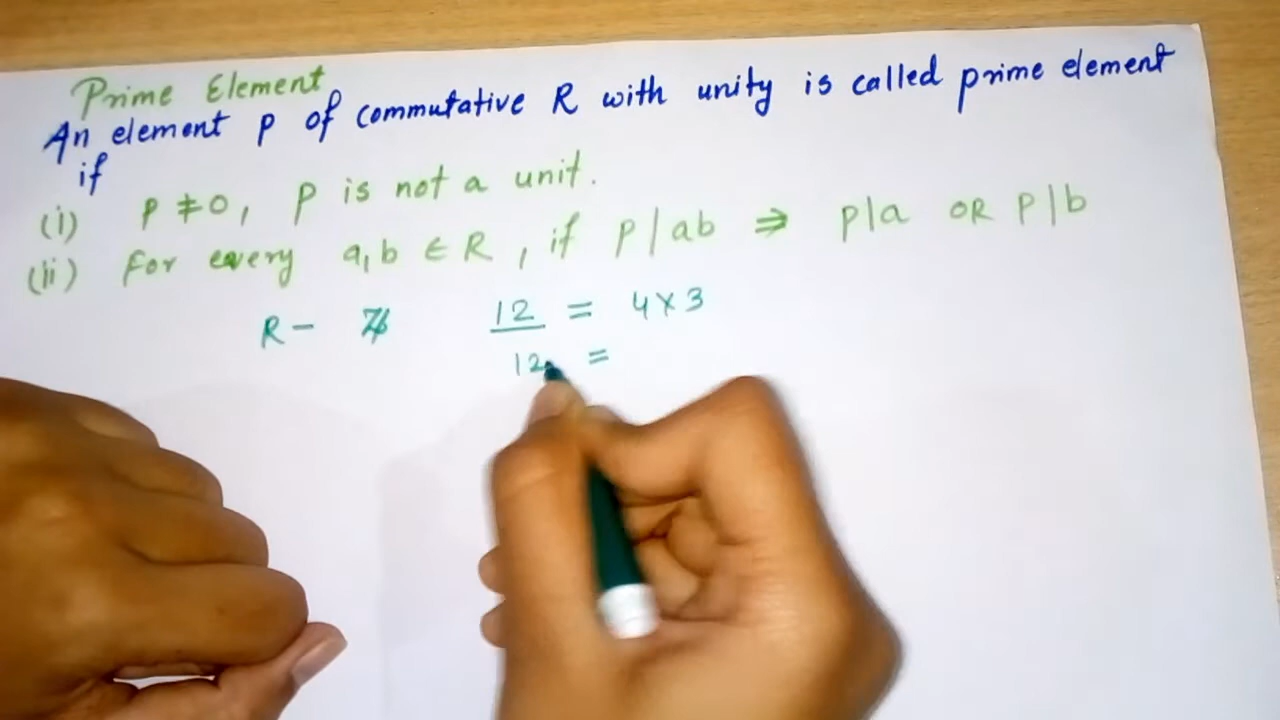 Prime Element
An element p of commutative R with unity is called prime element
if
(i) P ≠ 0, P is not a unit.
(ii) For every a, b ∈ R, if P/ab ⇒ P/a OR P/b
R - 12 = 4 × 3
12 =